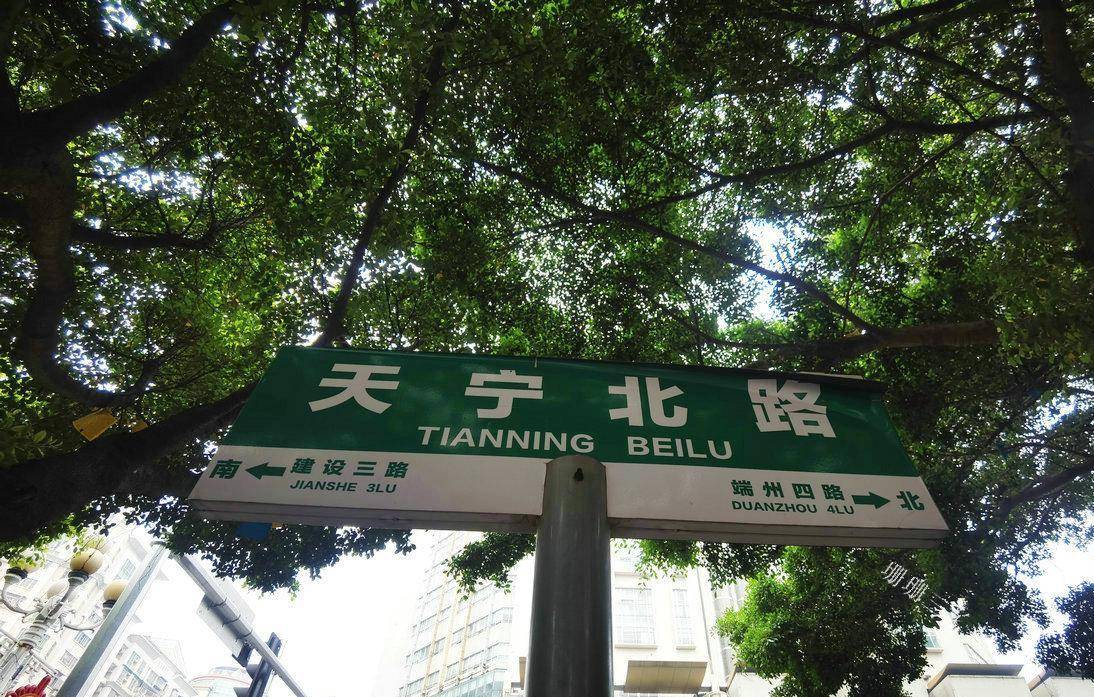 天宁北路
TIANNING BEILU
南 ← 建设三路
JIANSHE 3LU
端州四路 → 北
DUANZHOU 4LU